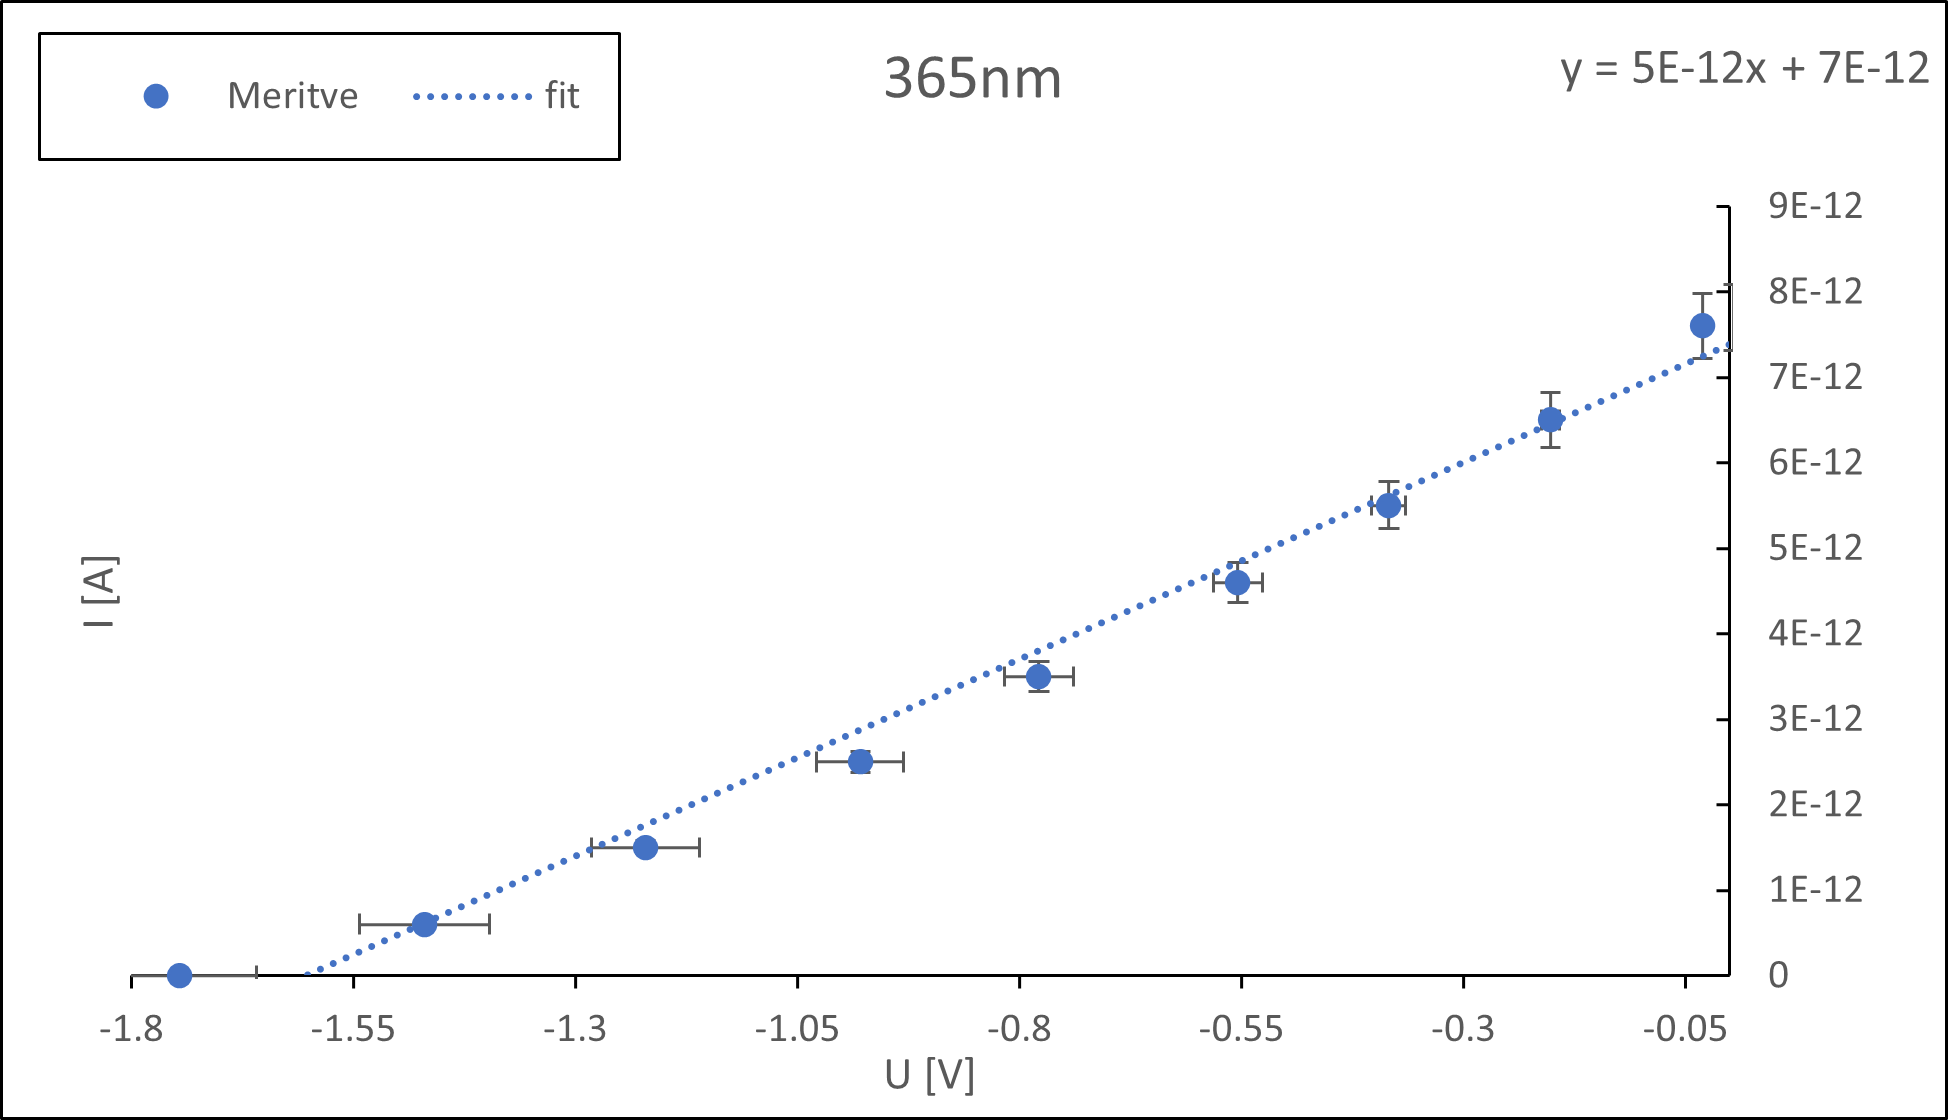 Meritve fit
365nm
y = 5E-12x + 7E-12
9E-12
8E-12
7E-12
6E-12
5E-12
4E-12
3E-12
2E-12
1E-12
0
I [A]
-1.8 -1.55 -1.3 -1.05 -0.8 -0.55 -0.3 -0.05
U [V]